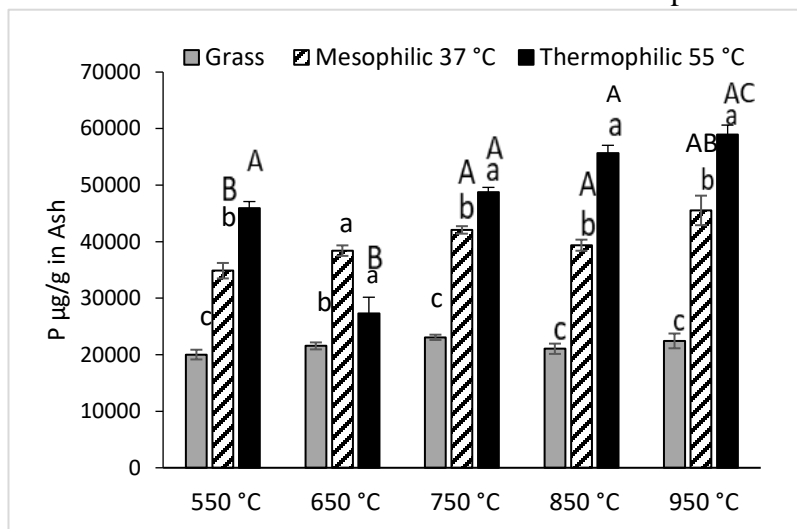 Grass Mesophilic 37 °C Thermophilic 55 °C
P µg/g in Ash
70000
60000
50000
40000
30000
20000
10000
0
c B b A
b a B a
c A b A a
c A b A a
c AB b AC a
550 °C 650 °C 750 °C 850 °C 950 °C